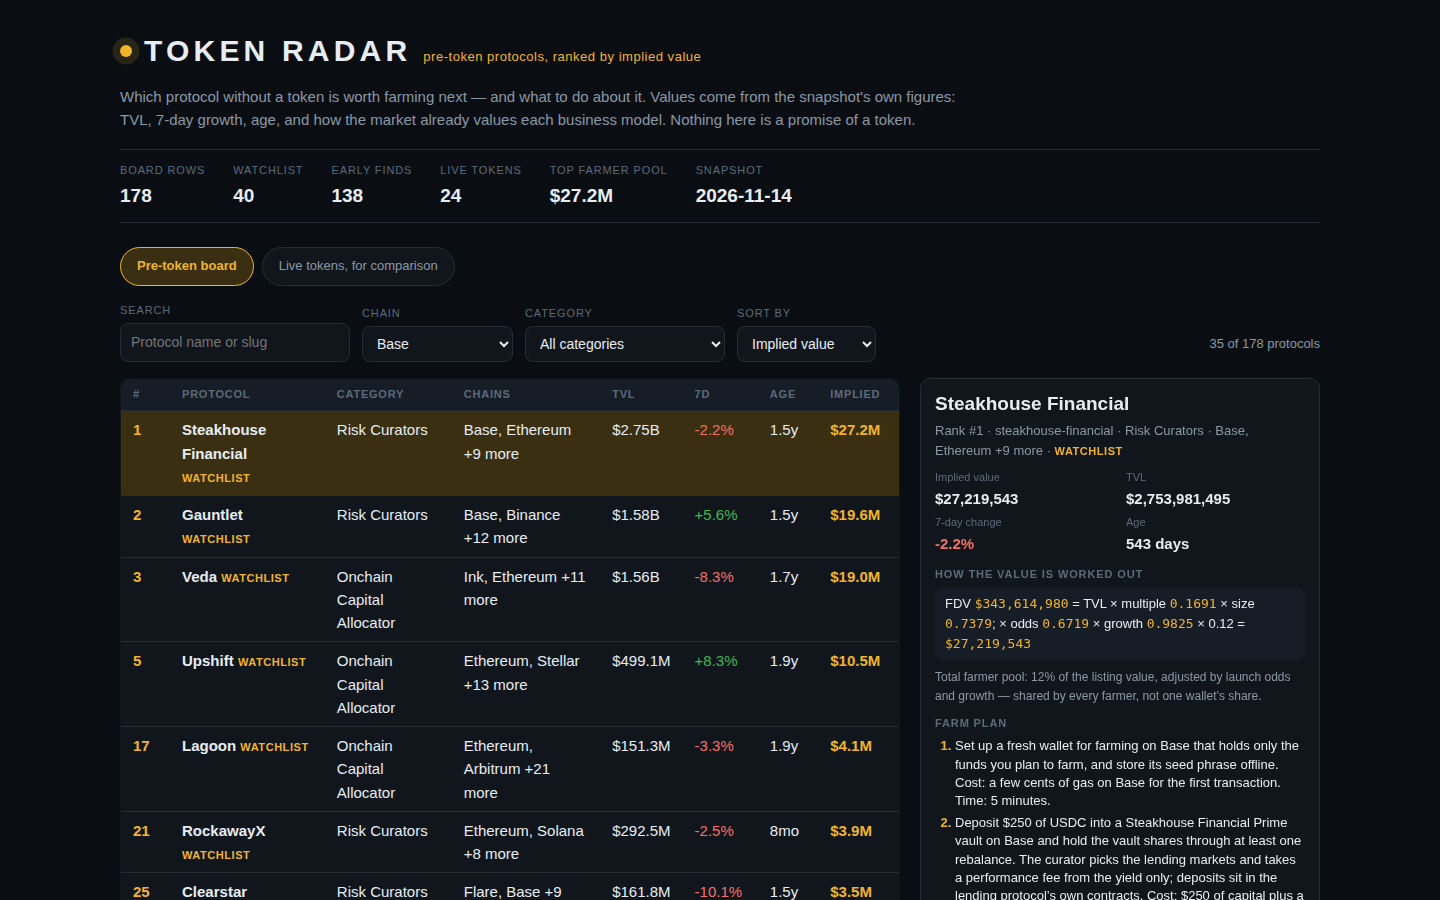 TOKEN RADAR pre-token protocols, ranked by implied value
Which protocol without a token is worth farming next — and what to do about it. Values come from the snapshot's own figures:
TVL, 7-day growth, age, and how the market already values each business model. Nothing here is a promise of a token.
BOARD ROWS WATCHLIST EARLY FINDS LIVE TOKENS TOP FARMER POOL SNAPSHOT
178 40 138 24 $27.2M 2026-11-14
Pre-token board Live tokens, for comparison
SEARCH CHAIN CATEGORY SORT BY
Protocol name or slug Base All categories Implied value 35 of 178 protocols
# PROTOCOL CATEGORY CHAINS TVL 7D AGE IMPLIED
1 Steakhouse Risk Curators Base, Ethereum $2.75B -2.2% 1.5y $27.2M
Financial +9 more
WATCHLIST
2 Gauntlet Risk Curators Base, Binance $1.58B +5.6% 1.5y $19.6M
WATCHLIST +12 more
3 Veda WATCHLIST Onchain Ink, Ethereum +11 $1.56B -8.3% 1.7y $19.0M
Capital more
Allocator
5 Upshift WATCHLIST Onchain Ethereum, Stellar $499.1M +8.3% 1.9y $10.5M
Capital +13 more
Allocator
17 Lagoon WATCHLIST Onchain Ethereum, $151.3M -3.3% 1.9y $4.1M
Capital Arbitrum +21
Allocator more
21 RockawayX Risk Curators Ethereum, Solana $292.5M -2.5% 8mo $3.9M
WATCHLIST +8 more
25 Clearstar Risk Curators Flare, Base +9 $161.8M -10.1% 1.5y $3.5M
Steakhouse Financial
Rank #1 · steakhouse-financial · Risk Curators · Base,
Ethereum +9 more · WATCHLIST
Implied value TVL
$27,219,543 $2,753,981,495
7-day change Age
-2.2% 543 days
HOW THE VALUE IS WORKED OUT
FDV $343,614,980 = TVL × multiple 0.1691 × size
0.7379; × odds 0.6719 × growth 0.9825 × 0.12 =
$27,219,543
Total farmer pool: 12% of the listing value, adjusted by launch odds
and growth — shared by every farmer, not one wallet's share.
FARM PLAN
1. Set up a fresh wallet for farming on Base that holds only the
funds you plan to farm, and store its seed phrase offline.
Cost: a few cents of gas on Base for the first transaction.
Time: 5 minutes.
2. Deposit $250 of USDC into a Steakhouse Financial Prime
vault on Base and hold the vault shares through at least one
rebalance. The curator picks the lending markets and takes
a performance fee from the yield only; deposits sit in the
lending protocol's own contracts. Cost: $250 of capital plus a